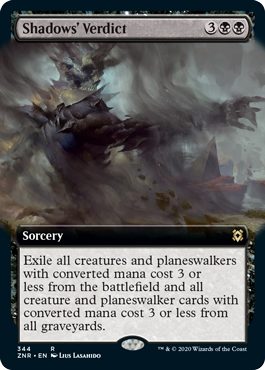 Shadows' Verdict 3
Sorcery
Exile all creatures and planeswalkers
with converted mana cost 3 or
less from the battlefield and all
creature and planeswalker cards with
converted mana cost 3 or less from
all graveyards.
344 R
ZNR • EN Lius Lasahido
™ & © 2020 Wizards of the Coast